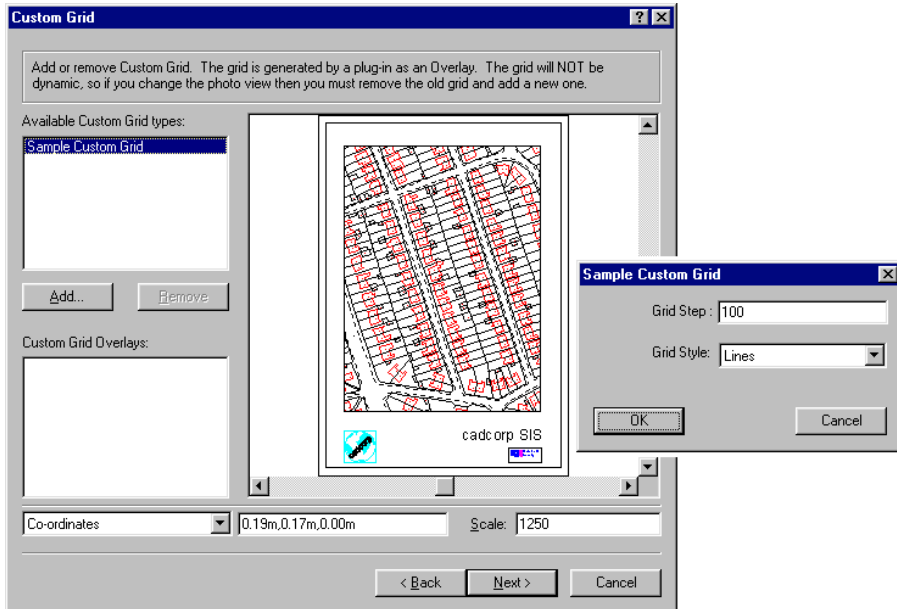 Custom Grid
Add or remove Custom Grid. The grid is generated by a plug-in as an Overlay. The grid will NOT be
dynamic, so if you change the photo view then you must remove the old grid and add a new one.
Available Custom Grid types:
Sample Custom Grid
Add...
Remove
Custom Grid Overlays:
cadcorp SIS
Co-ordinates
0.19m,0.17m,0.00m
Scale:
1250
< Back
Next >
Cancel
Sample Custom Grid
Grid Step :
100
Grid Style:
Lines
OK
Cancel